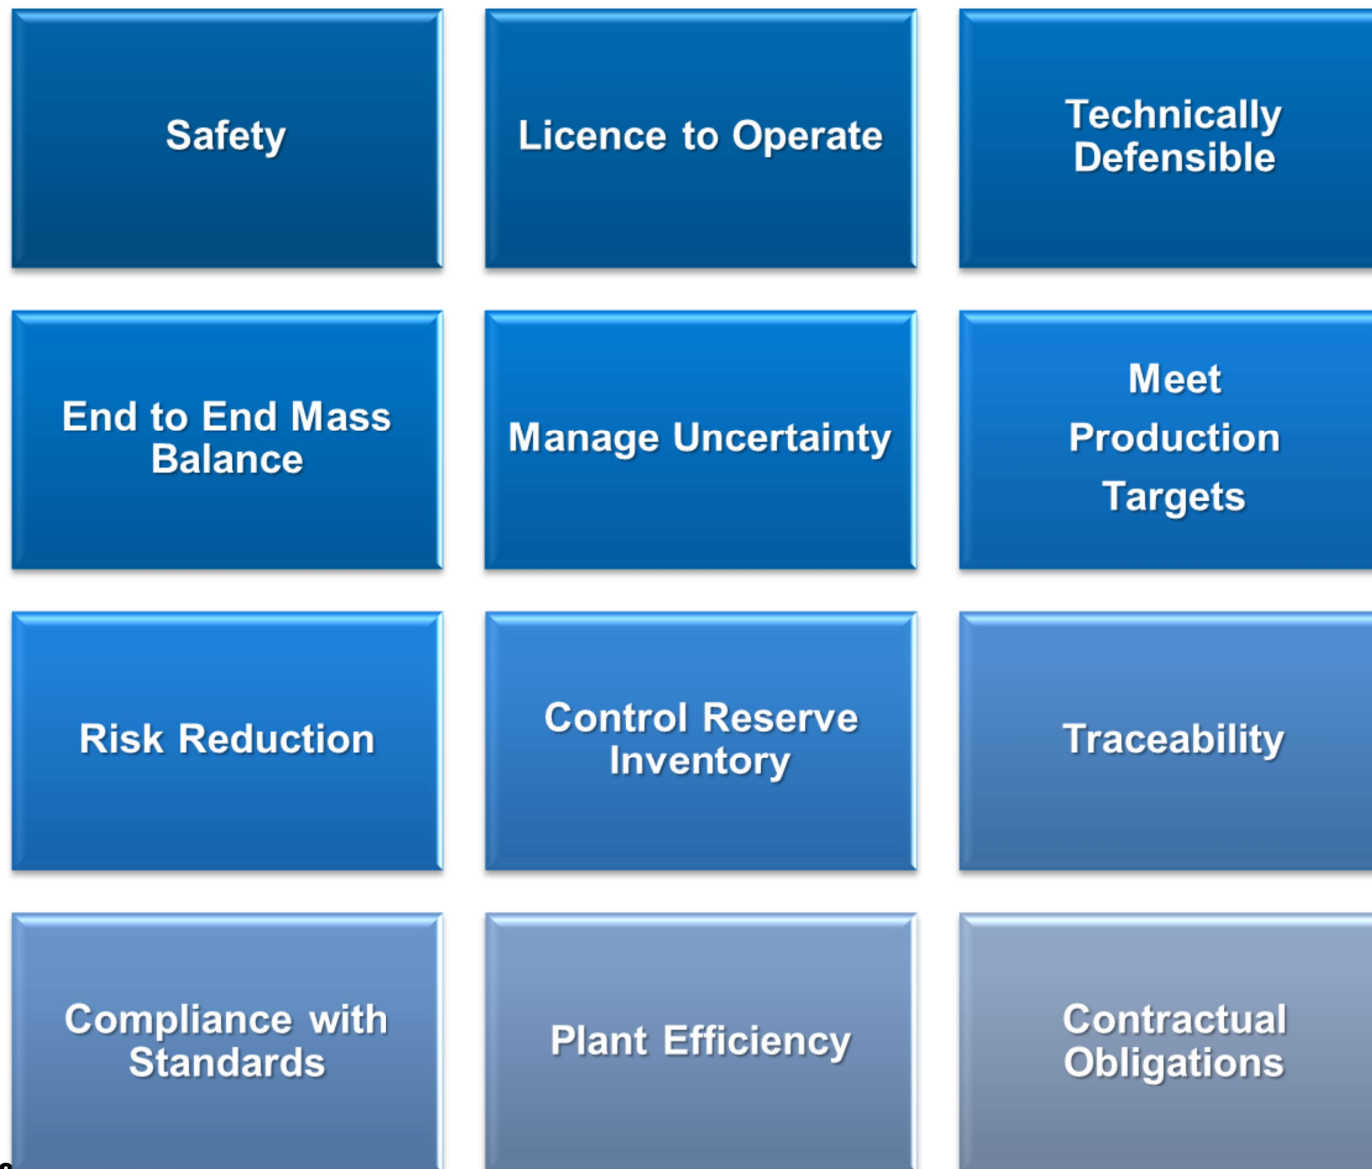 Safety
Licence to Operate
Technically
Defensible
End to End Mass
Balance
Manage Uncertainty
Meet
Production
Targets
Risk Reduction
Control Reserve
Inventory
Traceability
Compliance with
Standards
Plant Efficiency
Contractual
Obligations